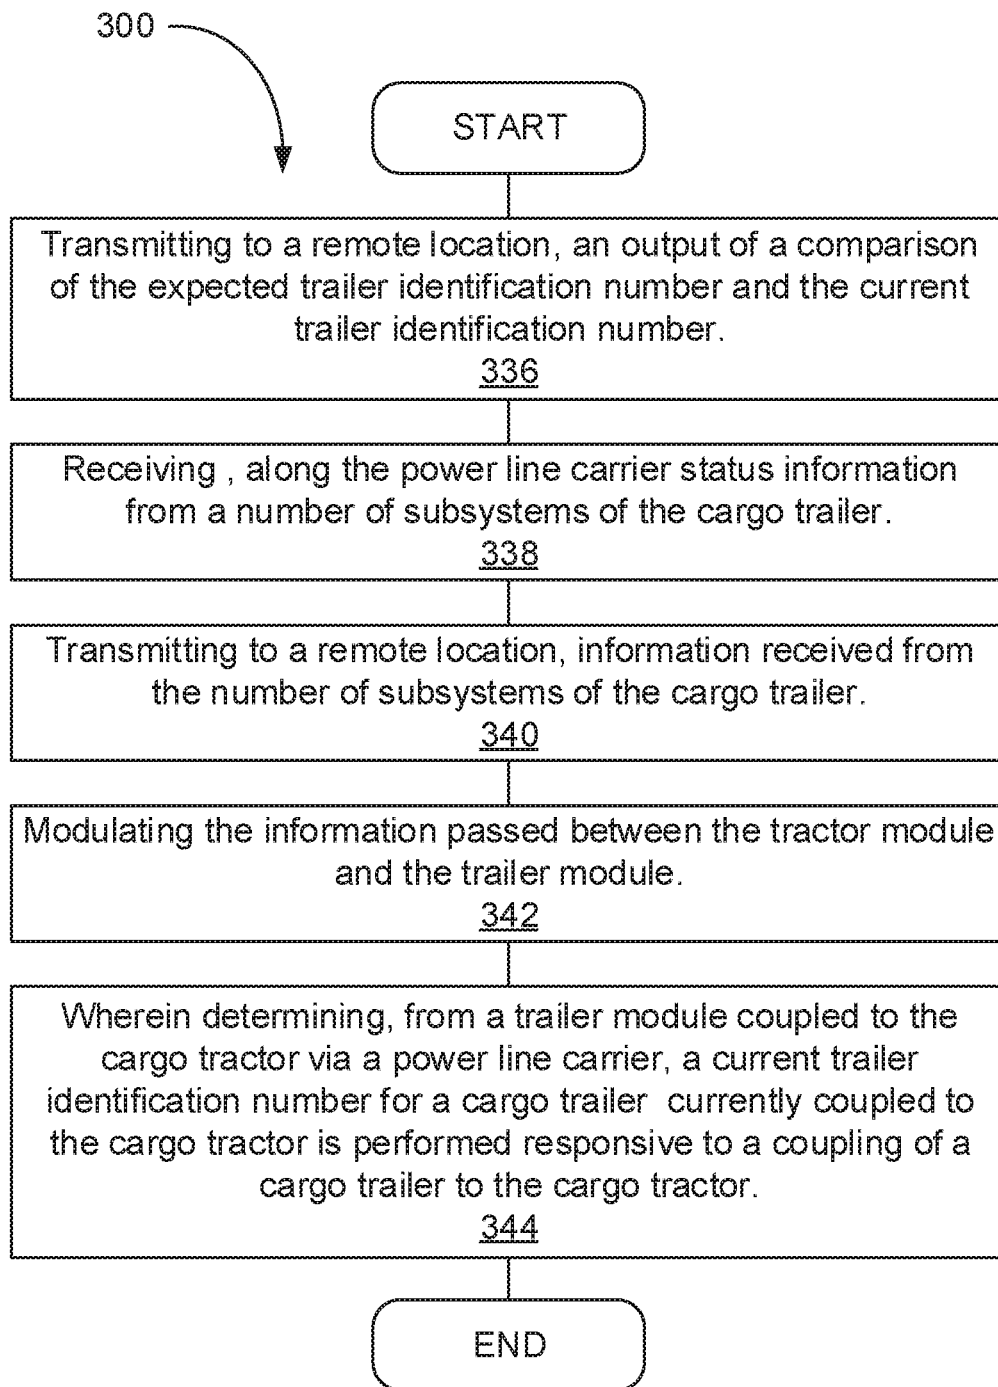 300
START
Transmitting to a remote location, an output of a comparison
of the expected trailer identification number and the current
trailer identification number.
336
Receiving , along the power line carrier status information
from a number of subsystems of the cargo trailer.
338
Transmitting to a remote location, information received from
the number of subsystems of the cargo trailer.
340
Modulating the information passed between the tractor module
and the trailer module.
342
Wherein determining, from a trailer module coupled to the
cargo tractor via a power line carrier, a current trailer
identification number for a cargo trailer currently coupled to
the cargo tractor is performed responsive to a coupling of a
cargo trailer to the cargo tractor.
344
END